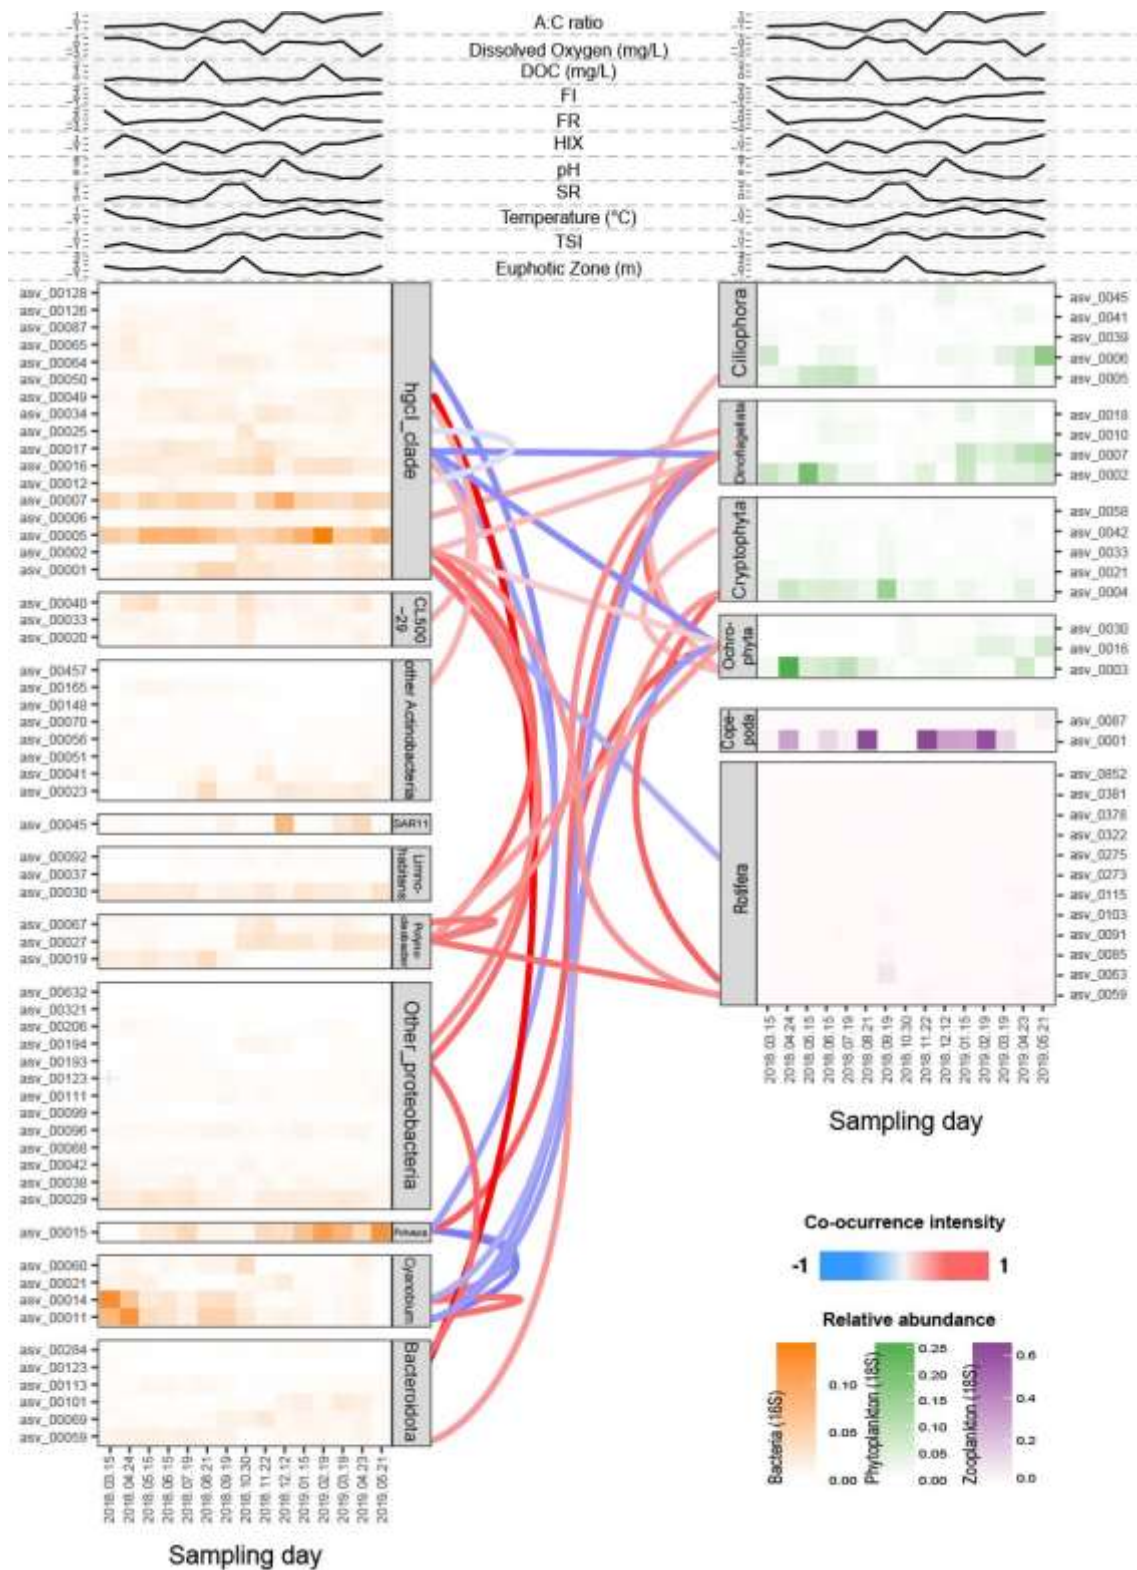 A:C ratio
Dissolved Oxygen (mg/L)
DOC (mg/L)
FI
FR
HIX
pH
SR
Temperature (°C)
TSI
Euphotic Zone (m)
asv_00128
asv_00126
asv_00087
asv_00065
asv_00064
asv_00050
asv_00049
asv_00034
asv_00025
asv_00017
asv_00016
asv_00012
asv_00007
asv_00006
asv_00005
asv_00002
asv_00001
hgcI_clade
asv_00040
asv_00033
asv_00020
CL500
-29
asv_00457
asv_00165
asv_00148
asv_00070
asv_00056
asv_00051
asv_00041
asv_00023
other Actinobacteria
asv_00045
SAR11
asv_00092
asv_00037
asv_00030
Limno-
habitans
asv_00067
asv_00027
asv_00019
asv_00632
asv_00321
asv_00206
asv_00194
asv_00193
asv_00123
asv_00111
asv_00099
asv_00096
asv_00068
asv_00042
asv_00038
asv_00029
Other_proteobacteria
asv_00015
asv_00060
asv_00021
asv_00014
asv_00011
Cyanobium
asv_00284
asv_00123
asv_00113
asv_00101
asv_00069
asv_00059
Bacteroidota
2018.03.15
2018.04.24
2018.05.15
2018.06.15
2018.07.19
2018.08.21
2018.09.19
2018.10.30
2018.11.22
2018.12.12
2019.01.15
2019.02.19
2019.03.19
2019.04.23
2019.05.21
Sampling day
Ciliophora
asv_0045
asv_0041
asv_0039
asv_0006
asv_0005
Dinoflagellata
asv_0018
asv_0010
asv_0007
asv_0002
Cryptophyta
asv_0058
asv_0042
asv_0033
asv_0021
asv_0004
Ochro-
phyta
asv_0030
asv_0016
asv_0003
Cope-
poda
asv_0087
asv_0001
Rotifera
asv_0852
asv_0381
asv_0378
asv_0322
asv_0275
asv_0273
asv_0115
asv_0103
asv_0091
asv_0085
asv_0063
asv_0059
2018.03.15
2018.04.24
2018.05.15
2018.06.15
2018.07.19
2018.08.21
2018.09.19
2018.10.30
2018.11.22
2018.12.12
2019.01.15
2019.02.19
2019.03.19
2019.04.23
2019.05.21
Sampling day
Co-ocurrence intensity
-1
1
Relative abundance
Bacteria (16S)
0.10
0.05
0.00
Phytoplankton (18S)
0.25
0.20
0.15
0.10
0.05
0.00
Zooplankton (18S)
0.6
0.4
0.2
0.0